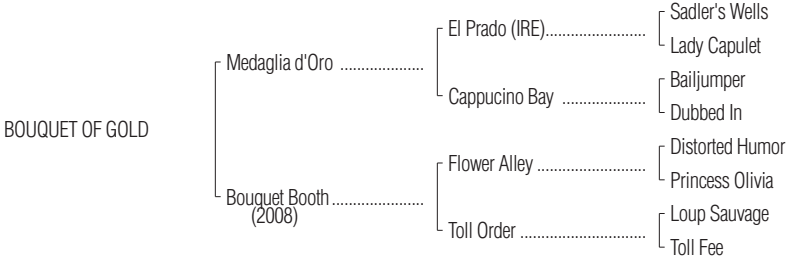 Sadler's Wells
El Prado (IRE)........................
Lady Capulet
Medaglia d'Oro ....................
Bailjumper
Cappucino Bay ....................
Dubbed In
BOUQUET OF GOLD
Distorted Humor
Flower Alley ..........................
Princess Olivia
Bouquet Booth ......................
(2008)
Loup Sauvage
Toll Order ..............................
Toll Fee